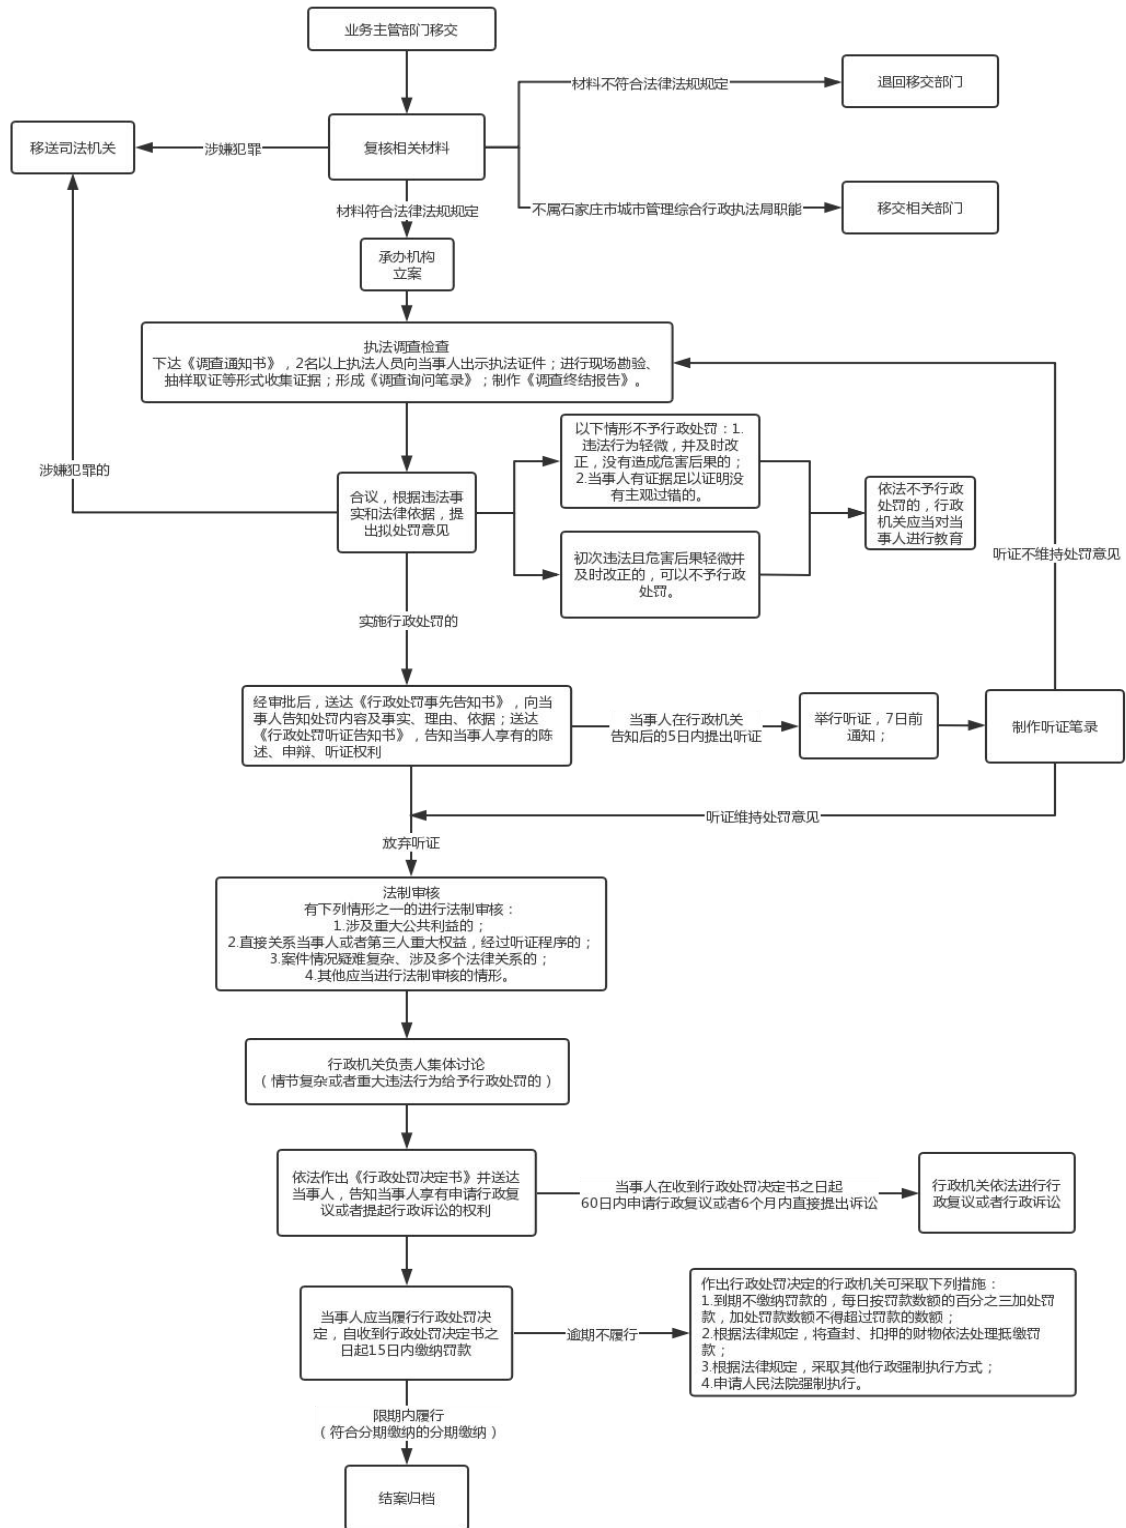 业务主管部门移交
材料不符合法律法规规定
退回移交部门
移送司法机关
涉嫌犯罪
复核相关材料
不属石家庄市城市管理综合行政执法局职能
移交相关部门
材料符合法律法规规定
承办机构
立案
执法调查检查
下达《调查通知书》，2名以上执法人员向当事人出示执法证件；进行现场勘验、
抽样取证等形式收集证据；形成《调查询问笔录》；制作《调查终结报告》。
涉嫌犯罪的
合议，根据违法事
实和法律依据，提
出拟处罚意见
以下情形不予行政处罚：1.
违法行为轻微，并及时改
正，没有造成危害后果的；
2.当事人有证据足以证明没
有主观过错的。
初次违法且危害后果轻微并
及时改正的，可以不予行政
处罚。
依法不予行政
处罚的，行政
机关应当对当
事人进行教育
听证不维持处罚意见
实施行政处罚的
经审批后，送达《行政处罚事先告知书》，向当
事人告知处罚内容及事实、理由、依据；送达
《行政处罚听证告知书》，告知当事人享有的陈
述、申辩、听证权利
当事人在行政机关
告知后的5日内提出听证
举行听证，7日前
通知；
制作听证笔录
听证维持处罚意见
放弃听证
法制审核
有下列情形之一的进行法制审核：
1.涉及重大公共利益的；
2.直接关系当事人或者第三人重大权益，经过听证程序的；
3.案件情况疑难复杂、涉及多个法律关系的；
4.其他应当进行法制审核的情形。
行政机关负责人集体讨论
（情节复杂或者重大违法行为给予行政处罚的）
依法作出《行政处罚决定书》并送达
当事人，告知当事人享有申请行政复
议或者提起行政诉讼的权利
当事人在收到行政处罚决定书之日起
60日内申请行政复议或者6个月内直接提出诉讼
行政机关依法进行行
政复议或者行政诉讼
当事人应当履行行政处罚决
定，自收到行政处罚决定书之
日起15日内缴纳罚款
逾期不履行
作出行政处罚决定的行政机关可采取下列措施：
1.到期不缴纳罚款的，每日按罚款数额的百分之三加处罚
款，加处罚款数额不得超过罚款的数额；
2.根据法律规定，将查封、扣押的财物依法处理抵缴罚
款；
3.根据法律规定，采取其他行政强制执行方式；
4.申请人民法院强制执行。
限期内履行
（符合分期缴纳的分期缴纳）
结案归档